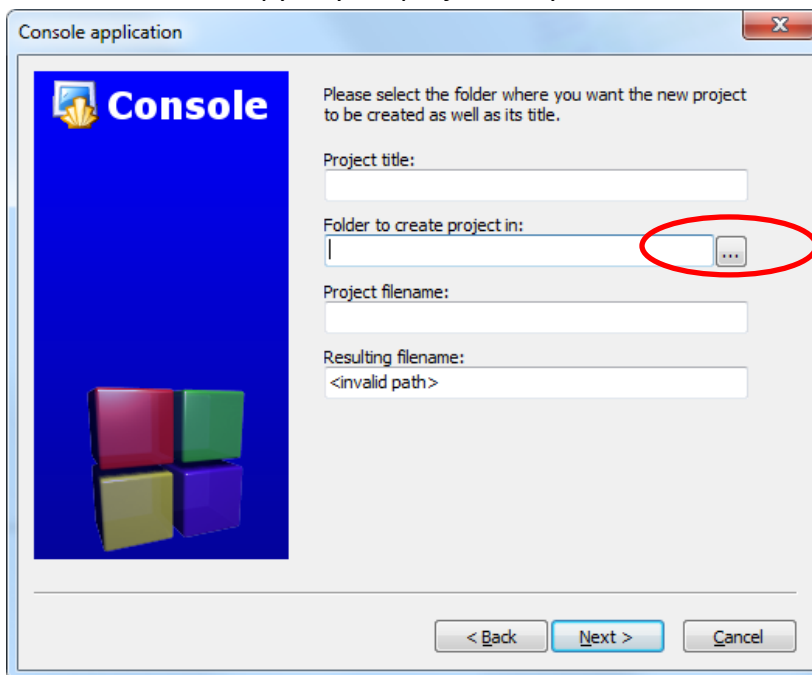 Console application
Console
Please select the folder where you want the new project
to be created as well as its title.
Project title:
Folder to create project in:
...
Project filename:
Resulting filename:
<invalid path>
< Back
Next >
Cancel